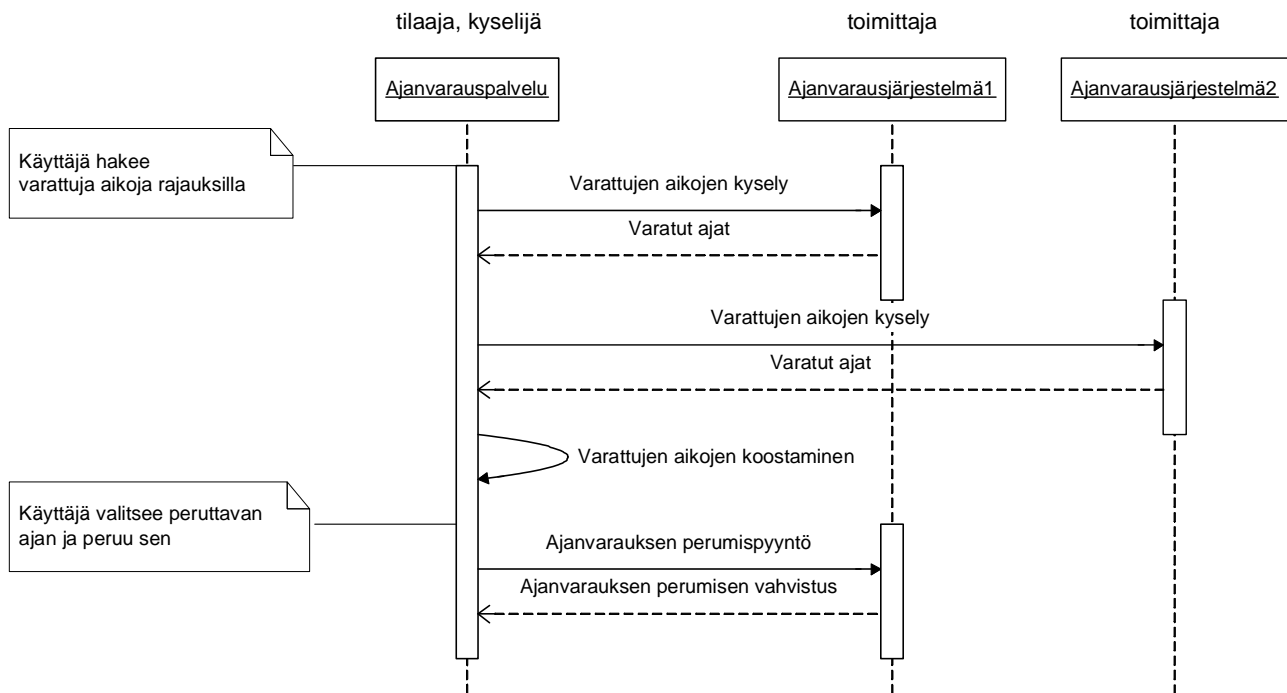 tilaaja, kyselijä
toimittaja
toimittaja
Ajanvarauspalvelu
Ajanvarausjärjestelmä1
Ajanvarausjärjestelmä2
Käyttäjä hakee
varattuja aikoja rajauksilla
Varattujen aikojen kysely
Varatut ajat
Varattujen aikojen kysely
Varatut ajat
Varattujen aikojen koostaminen
Käyttäjä valitsee peruttavan
ajan ja peruu sen
Ajanvarauksen perumispyyntö
Ajanvarauksen perumisen vahvistus